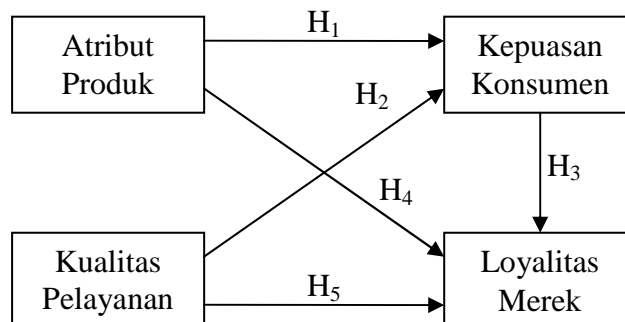 Atribut
Produk
H₁
Kepuasan
Konsumen
H₂
H₃
H₄
Kualitas
Pelayanan
H₅
Loyalitas
Merek